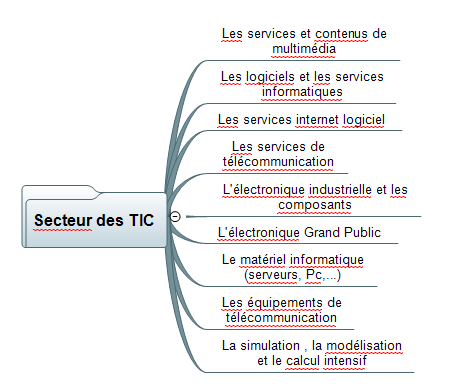 Les services et contenus de
multimédia
Les logiciels et les services
informatiques
Les services internet logiciel
Les services de
télécommunication
L'électronique industrielle et les
composants
Secteur des TIC
L'électronique Grand Public
Le matériel informatique
(serveurs, Pc,...)
Les équipements de
télécommunication
La simulation , la modélisation
et le calcul intensif